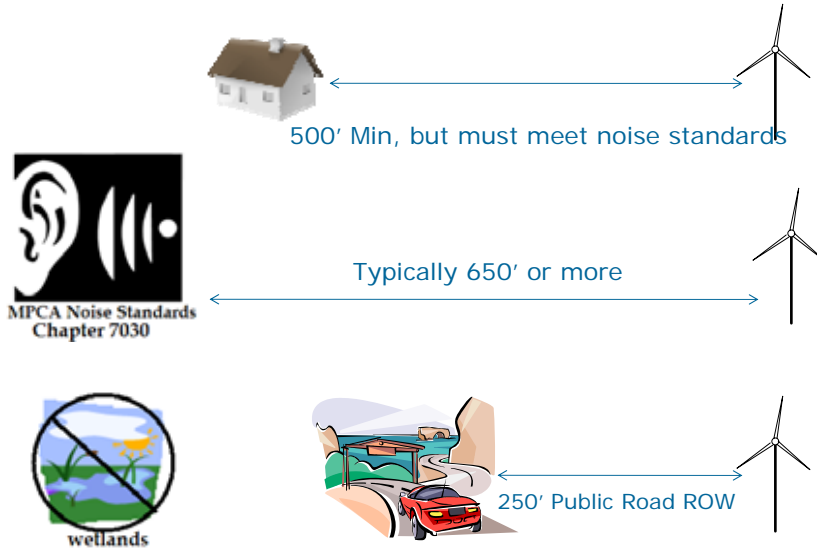 500' Min, but must meet noise standards
MPCA Noise Standards
Chapter 7030
Typically 650' or more
wetlands
250' Public Road ROW